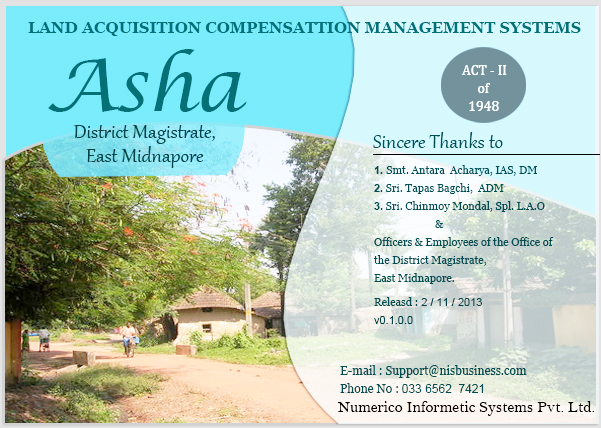 LAND ACQUISITION COMPENSATTION MANAGEMENT SYSTEMS
Asha
District Magistrate,
East Midnapore
ACT - II
of
1948
Sincere Thanks to
1. Smt. Antara Acharya, IAS, DM
2. Sri. Tapas Bagchi, ADM
3. Sri. Chinmoy Mondal, Spl. L.A.O
&
Officers & Employees of the Office of
the District Magistrate,
East Midnapore.
Releasd : 2 / 11 / 2013
v0.1.0.0
E-mail : Support@nisbusiness.com
Phone No : 033 6562 7421
Numerico Informetic Systems Pvt. Ltd.